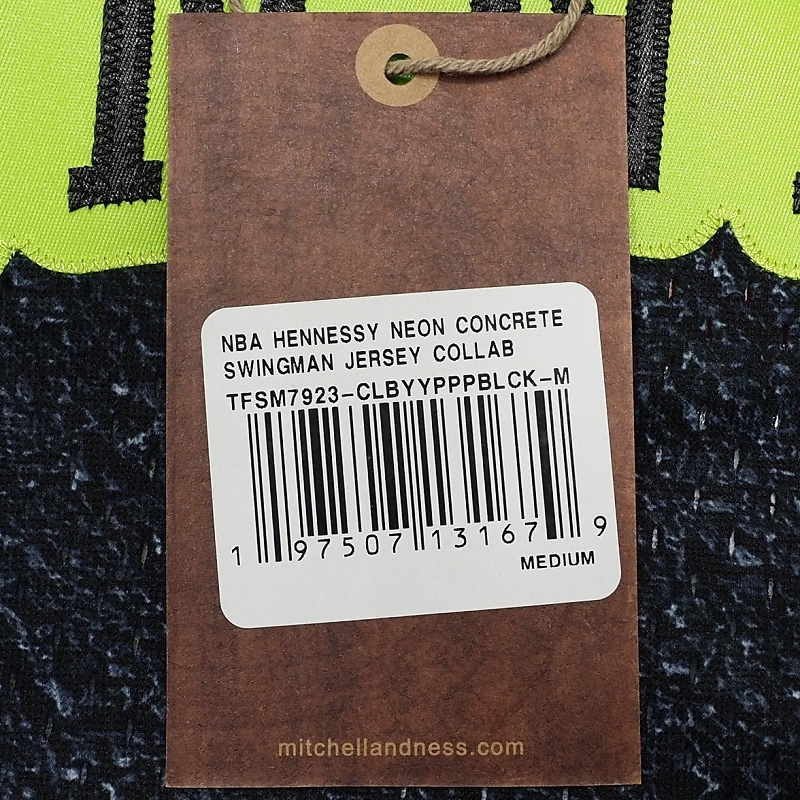 NBA HENNESSY NEON CONCRETE
SWINGMAN JERSEY COLLAB
TFSM7923-CLBYYPPPBLCK-M
1 97507 13167 9
MEDIUM
mitchellandness.com